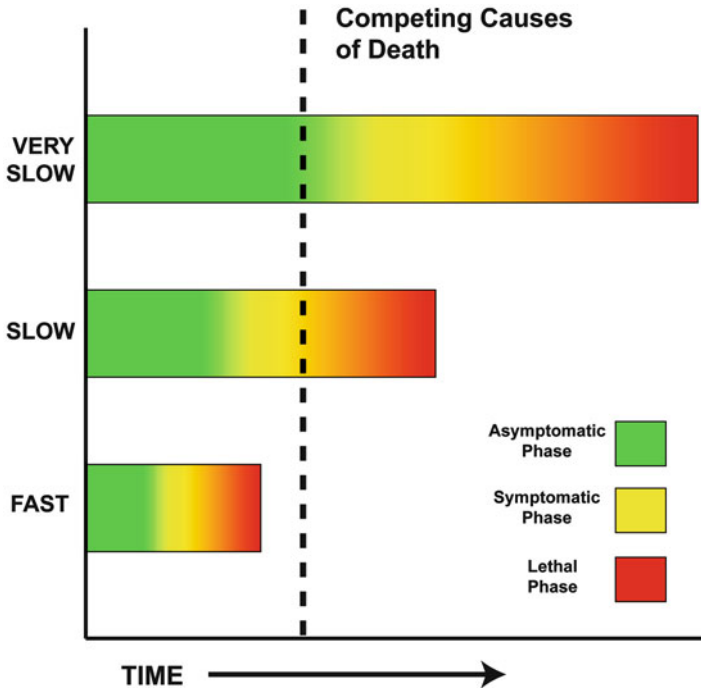 Competing Causes
of Death
VERY
SLOW
SLOW
FAST
Asymptomatic
Phase
Symptomatic
Phase
Lethal
Phase
TIME